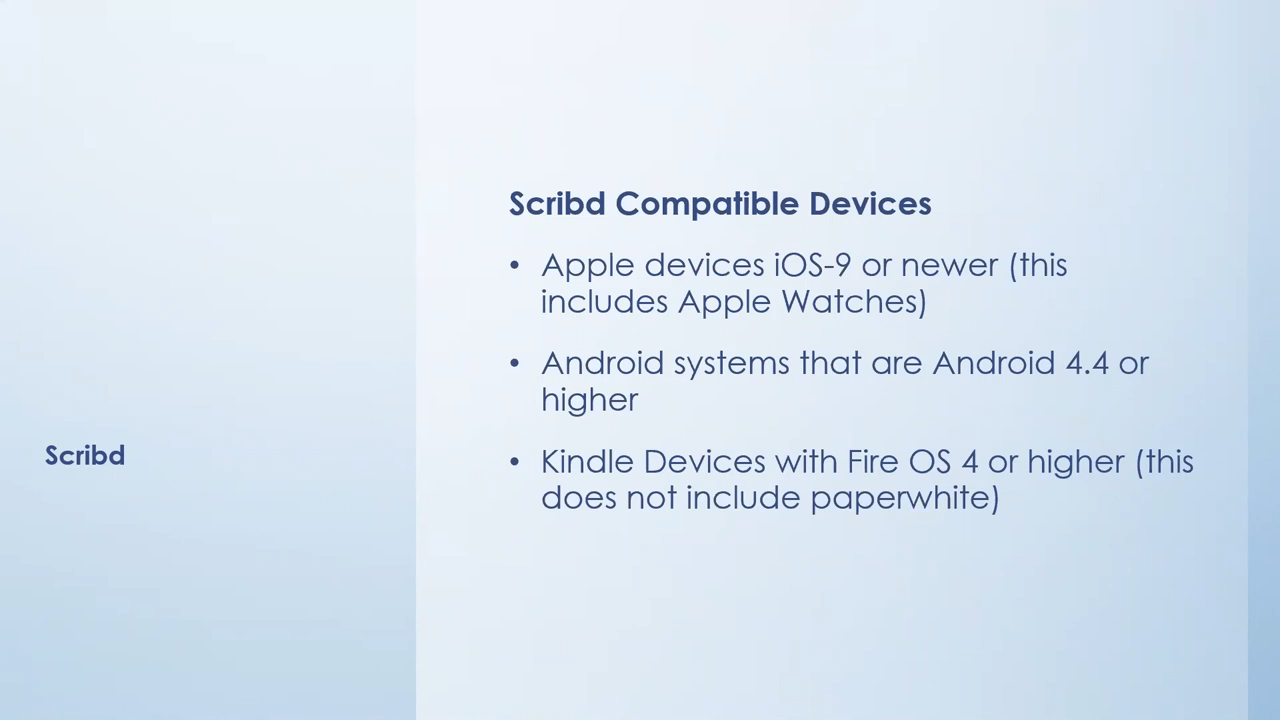 Scribd
Scribd Compatible Devices
• Apple devices iOS-9 or newer (this
includes Apple Watches)
• Android systems that are Android 4.4 or
higher
• Kindle Devices with Fire OS 4 or higher (this
does not include paperwhite)